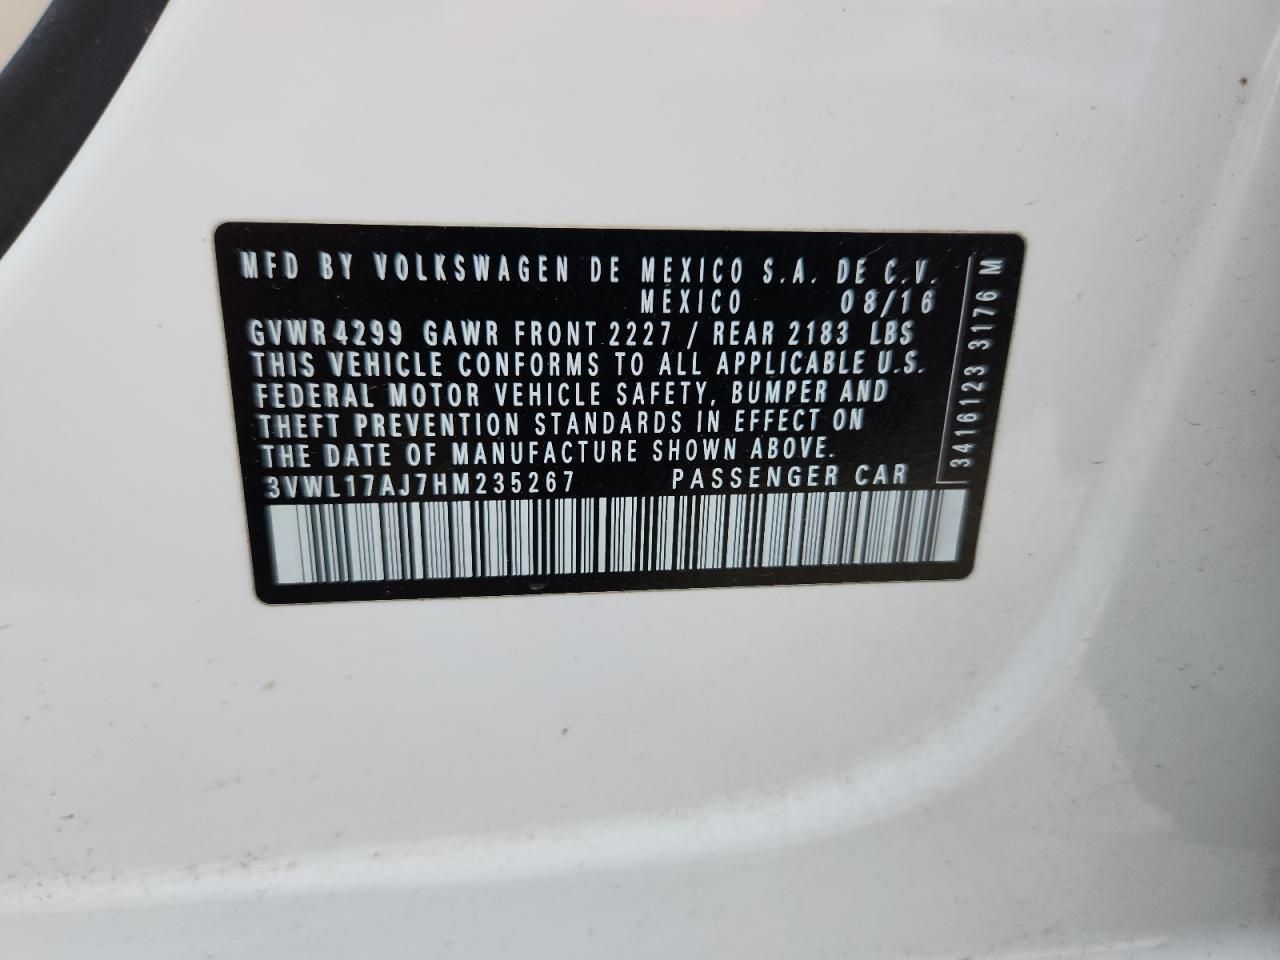 MFD BY VOLKSWAGEN DE MEXICO S.A. DE C.V.
MEXICO 08/16
GVWR 4299 GAWR FRONT 2227 / REAR 2183 LBS
THIS VEHICLE CONFORMS TO ALL APPLICABLE U.S.
FEDERAL MOTOR VEHICLE SAFETY, BUMPER AND
THEFT PREVENTION STANDARDS IN EFFECT ON
THE DATE OF MANUFACTURE SHOWN ABOVE.
3VWL17AJ7HM235267 PASSENGER CAR
3416123 3176 M